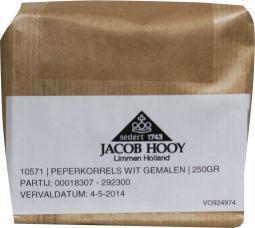 sedert 1743
JACOB HOOY
Limmen Holland
10571 | PEPERKORRELS WIT GEMALEN | 250GR
PARTIJ: 00018307 - 292300
VERVALDATUM: 4-5-2014
VO924974